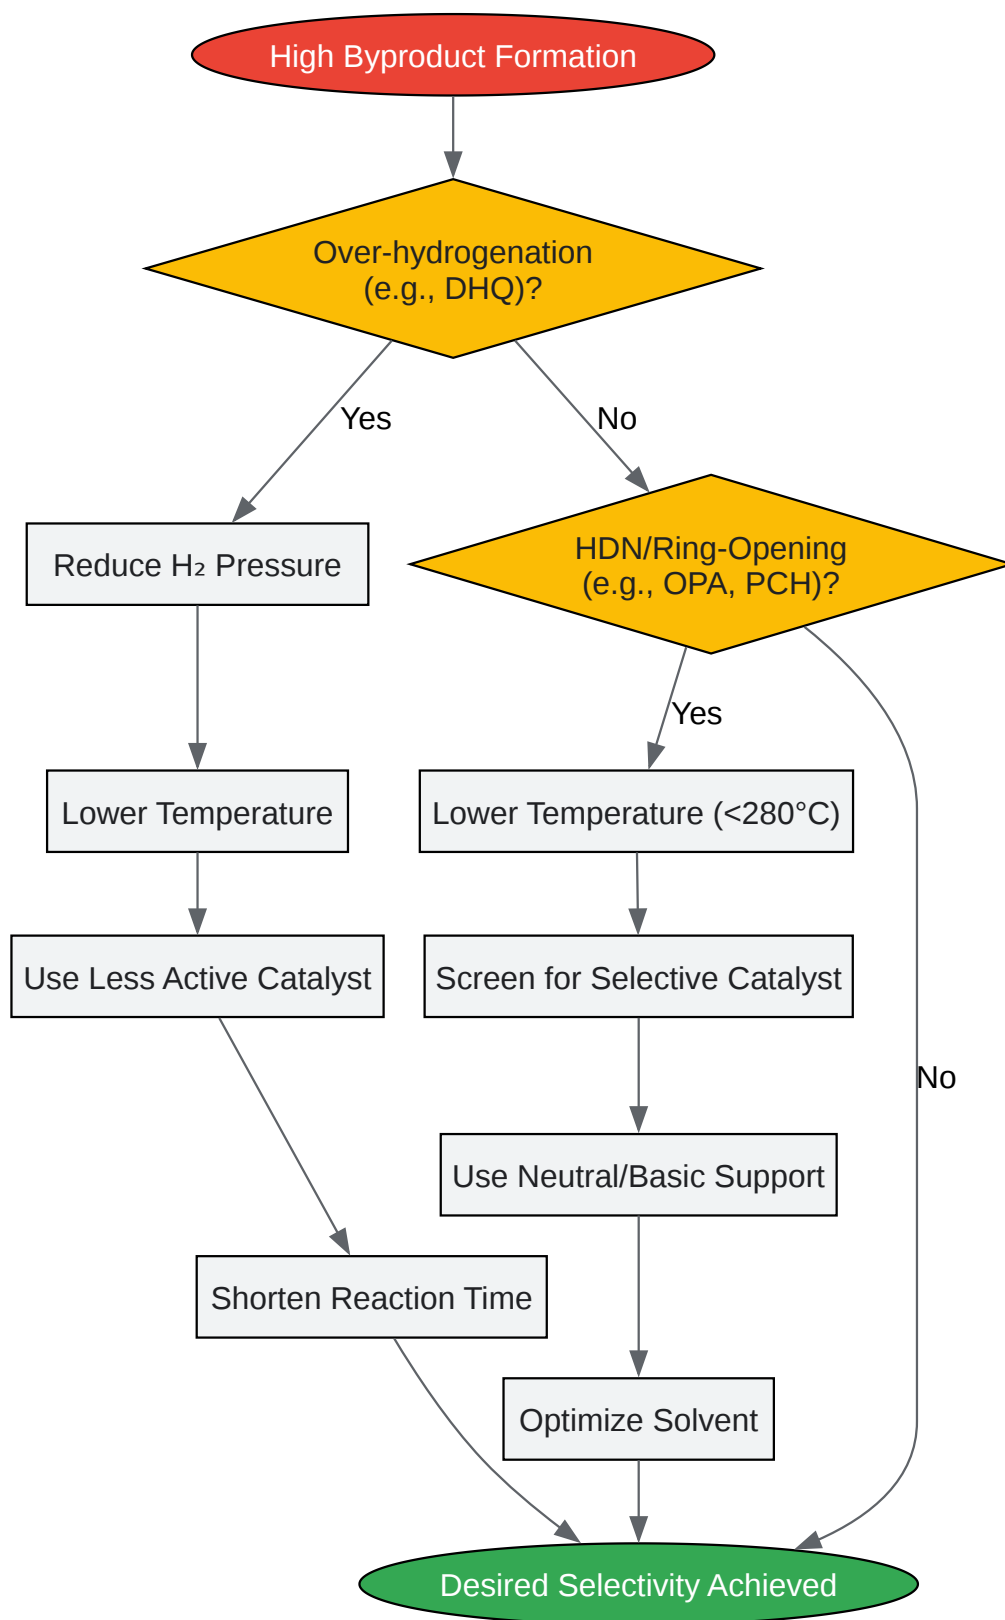 High Byproduct Formation
Over-hydrogenation
(e.g., DHQ)?
Yes
No
Reduce H₂ Pressure
HDN/Ring-Opening
(e.g., OPA, PCH)?
Yes
Lower Temperature
Lower Temperature (<280°C)
Use Less Active Catalyst
Screen for Selective Catalyst
No
Use Neutral/Basic Support
Shorten Reaction Time
Optimize Solvent
Desired Selectivity Achieved